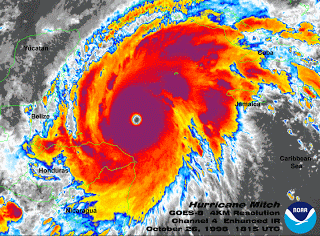 Yucatan
Cuba
Jamaica
Belize
Caribbean
Sea
Honduras
Nicaragua
Hurricane Mitch
GOES-8 4KM Resolution
Channel 4 Enhanced IR
October 26, 1998 1815 UTC
NOAA